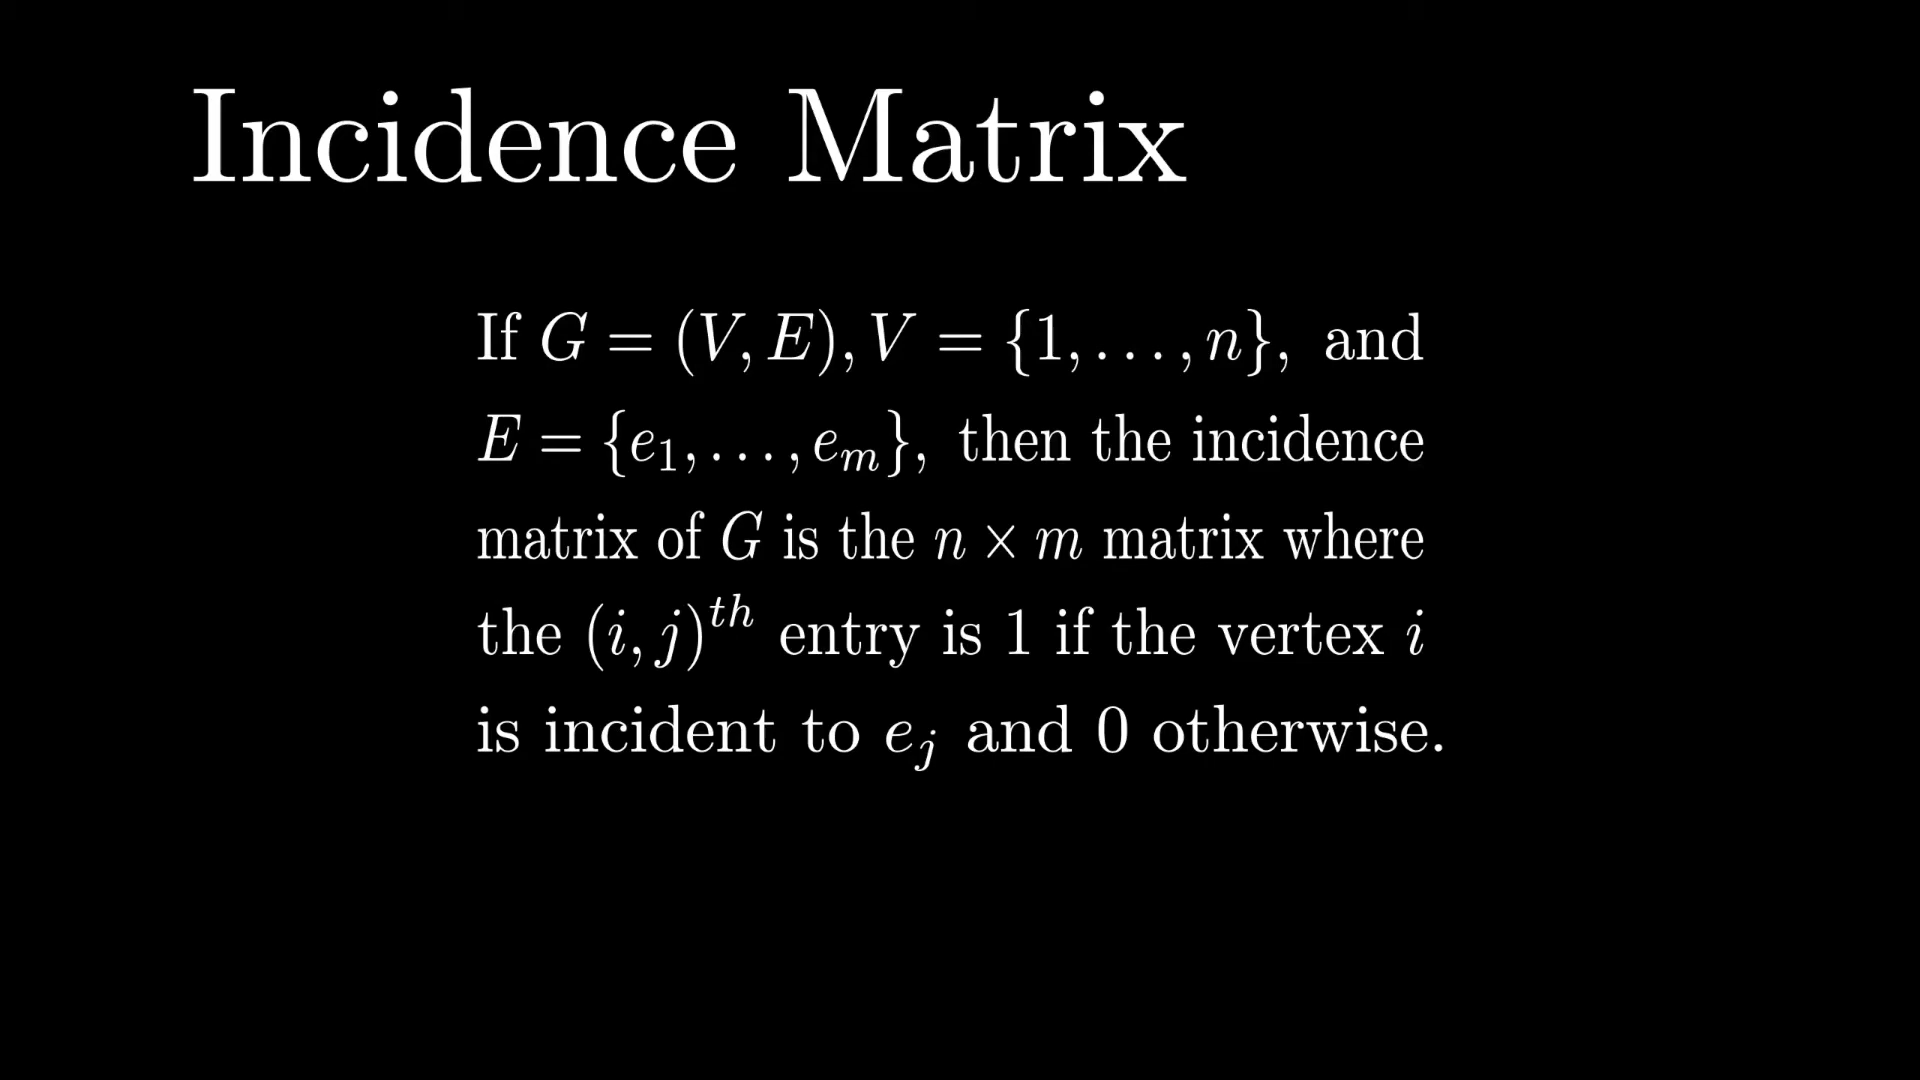 Incidence Matrix
If G = (V, E), V = {1, . . . , n}, and
E = {e₁, . . . , eₘ}, then the incidence
matrix of G is the n × m matrix where
the (i, j)ᵗʰ entry is 1 if the vertex i
is incident to eⱼ and 0 otherwise.